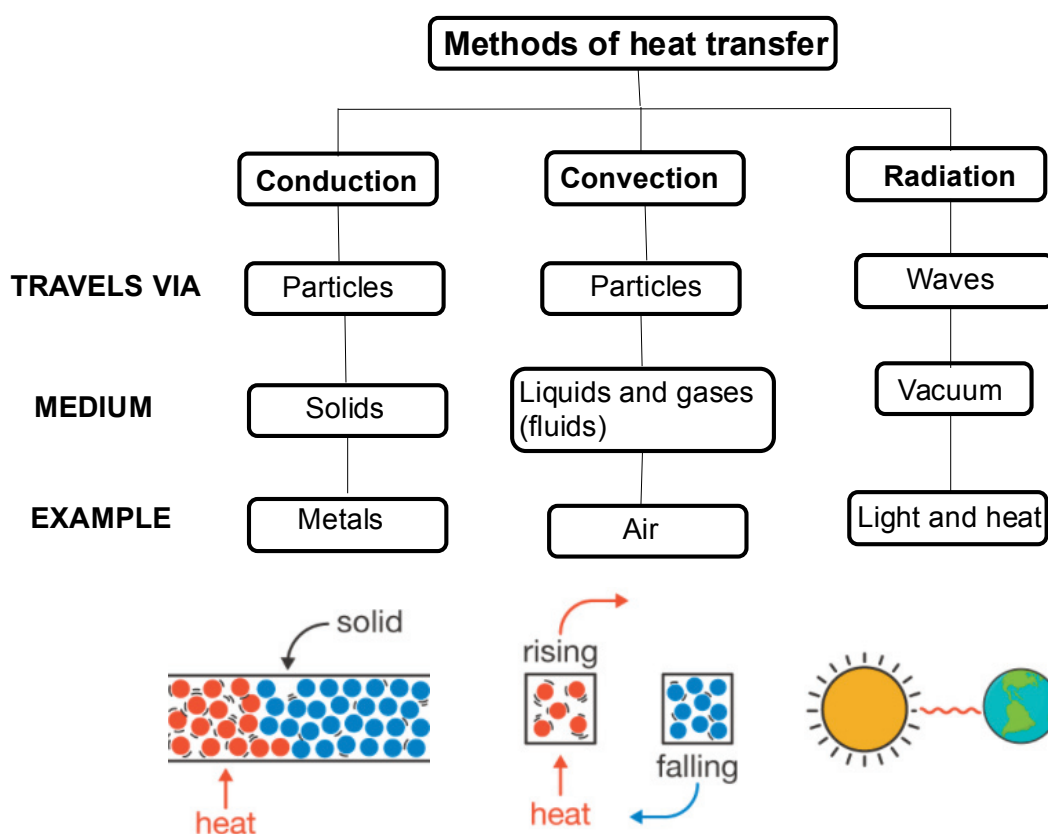 Methods of heat transfer
Conduction
Convection
Radiation
TRAVELS VIA
Particles
Particles
Waves
MEDIUM
Solids
Liquids and gases
(fluids)
Vacuum
EXAMPLE
Metals
Air
Light and heat
solid
heat
rising
heat
falling